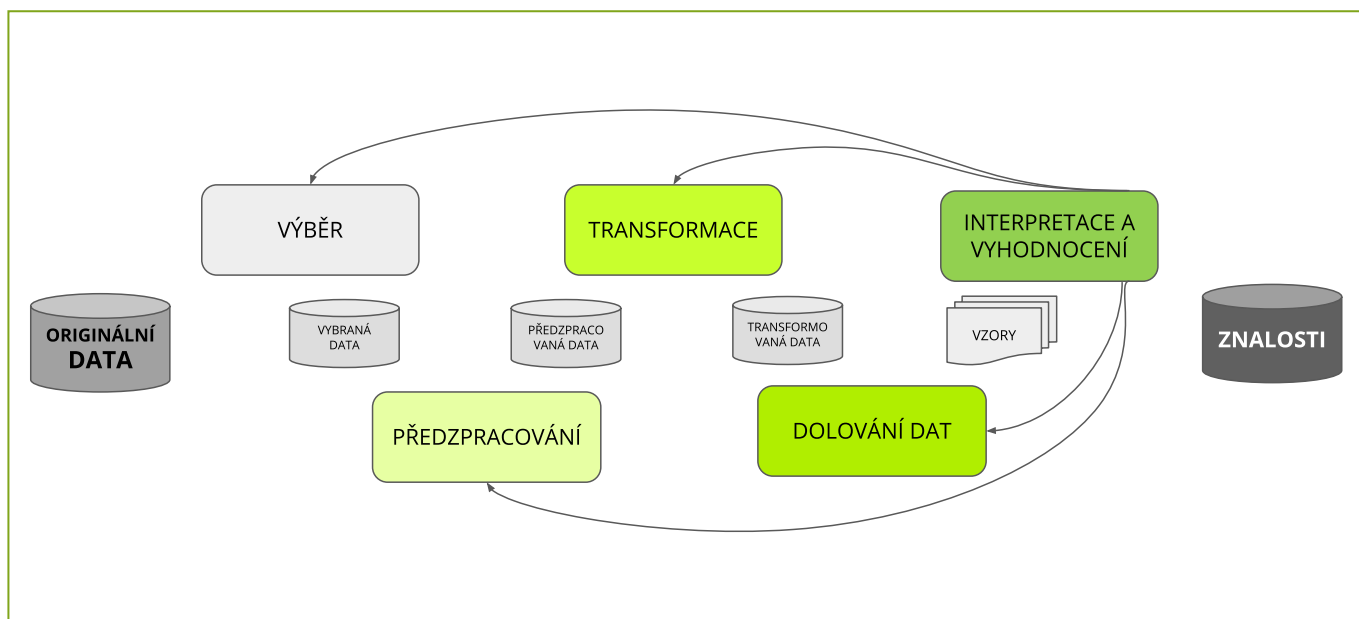 VÝBĚR
TRANSFORMACE
INTERPRETACE A
VYHODNOCENÍ
ORIGINÁLNÍ
DATA
VYBRANÁ
DATA
PŘEDZPRACO
VANÁ DATA
TRANSFORMO
VANÁ DATA
VZORY
ZNALOSTI
PŘEDZPRACOVÁNÍ
DOLOVÁNÍ DAT